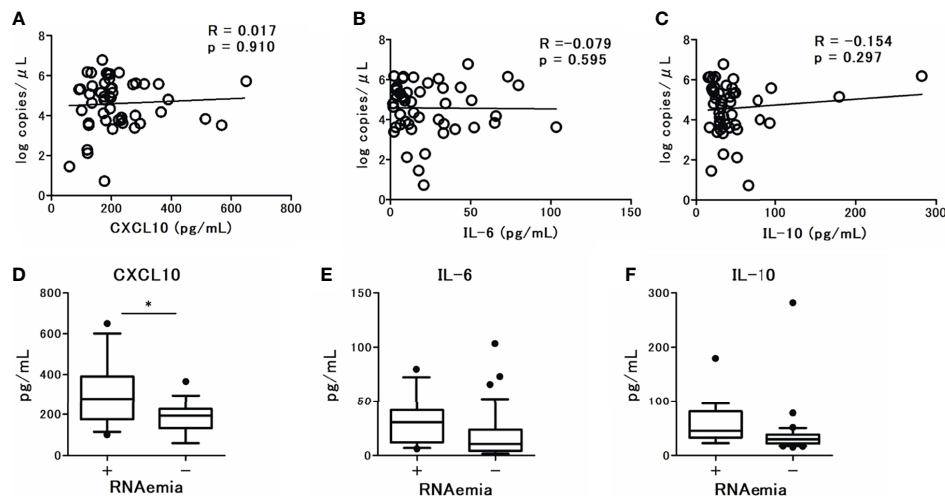 A
R = 0.017
p = 0.910
log copies/μL
8
6
4
2
0
0 200 400 600 800
CXCL10 (pg/mL)
B
R =-0.079
p = 0.595
log copies/μL
8
6
4
2
0
0 50 100 150
IL-6 (pg/mL)
C
R = -0.154
p = 0.297
log copies/μL
8
6
4
2
0
0 100 200 300
IL-10 (pg/mL)
D
CXCL10
pg/mL
800
600
400
200
0
*
+ −
RNAemia
E
IL-6
pg/mL
150
100
50
0
+ −
RNAemia
F
IL-10
pg/mL
300
200
100
0
+ −
RNAemia